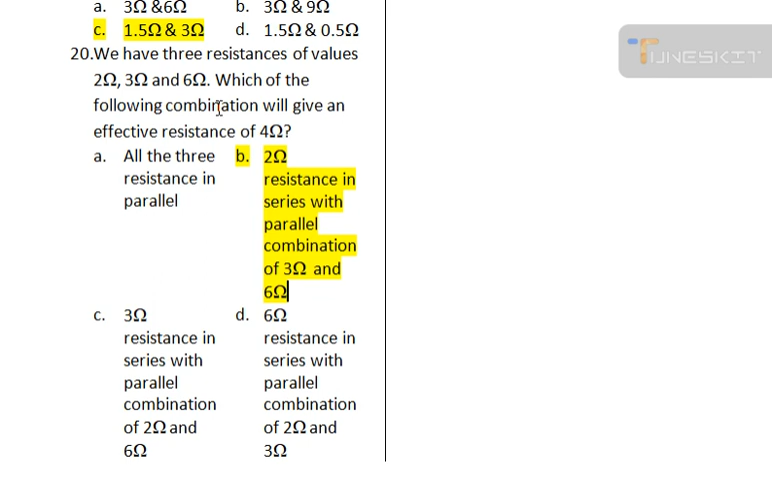 a. 3Ω &6Ω b. 3Ω & 9Ω
c. 1.5Ω & 3Ω d. 1.5Ω & 0.5Ω
20.We have three resistances of values
2Ω, 3Ω and 6Ω. Which of the
following combination will give an
effective resistance of 4Ω?
a. All the three
resistance in
parallel
b. 2Ω
resistance in
series with
parallel
combination
of 3Ω and
6Ω
c. 3Ω
resistance in
series with
parallel
combination
of 2Ω and
6Ω
d. 6Ω
resistance in
series with
parallel
combination
of 2Ω and
3Ω
TUNESKIT